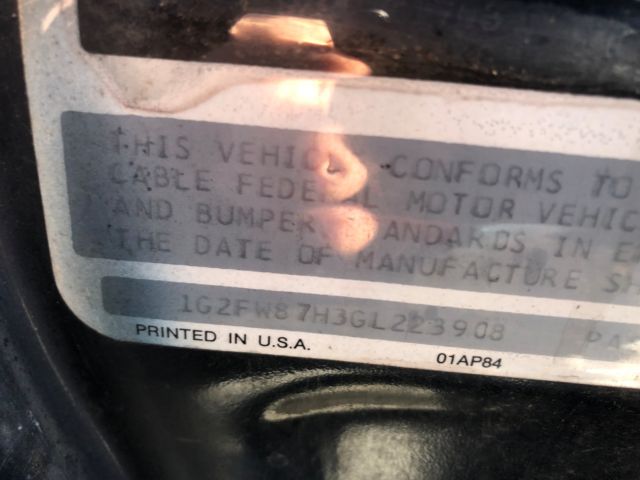 THIS VEHICLE CONFORMS TO
CABLE FEDERAL MOTOR VEHIC
AND BUMPER STANDARDS IN
THE DATE OF MANUFACTURE SH
1G2FW87H3GL223908 PA
PRINTED IN U.S.A. 01AP84